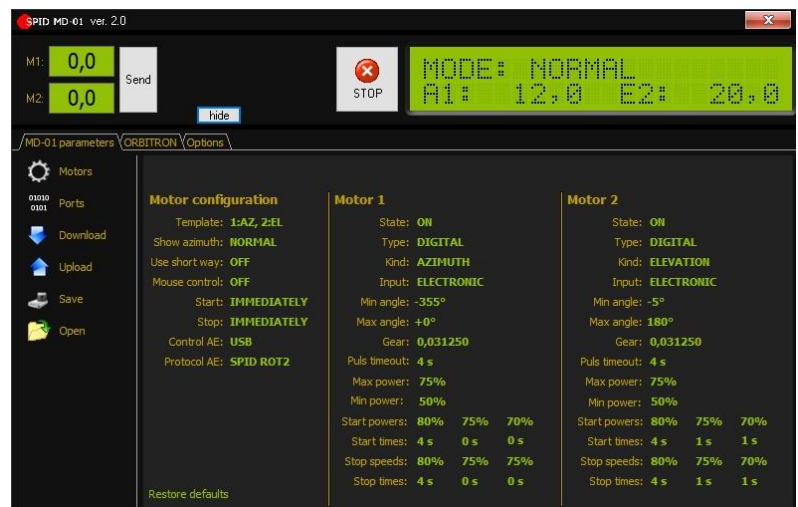 SPID MD-01 ver. 2.0
M1: 0,0
M2: 0,0
Send
hide
STOP
MODE: NORMAL
A1: 12,0 E2: 20,0
MD-01 parameters ORBITRON Options
Motors
01010
0101
Ports
Download
Upload
Save
Open
Motor configuration
Template: 1:AZ, 2:EL
Show azimuth: NORMAL
Use short way: OFF
Mouse control: OFF
Start: IMMEDIATELY
Stop: IMMEDIATELY
Control AE: USB
Protocol AE: SPID ROT2
Restore defaults
Motor 1
State: ON
Type: DIGITAL
Kind: AZIMUTH
Input: ELECTRONIC
Min angle: -355°
Max angle: +0°
Gear: 0,031250
Puls timeout: 4 s
Max power: 75%
Min power: 50%
Start powers: 80% 75% 70%
Start times: 4 s 0 s 0 s
Stop speeds: 80% 75% 75%
Stop times: 4 s 0 s 0 s
Motor 2
State: ON
Type: DIGITAL
Kind: ELEVATION
Input: ELECTRONIC
Min angle: -5°
Max angle: 180°
Gear: 0,031250
Puls timeout: 4 s
Max power: 75%
Min power: 50%
Start powers: 80% 75% 70%
Start times: 4 s 1 s 1 s
Stop speeds: 80% 75% 70%
Stop times: 4 s 1 s 1 s